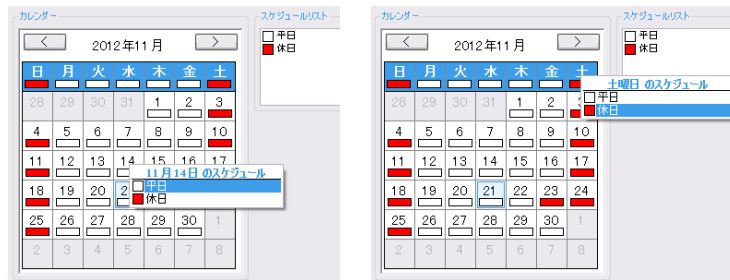 カレンダー
スケジュールリスト
< 2012年11月 >
平日
休日
日 月 火 水 木 金 土
28 29 30 31 1 2 3
4 5 6 7 8 9 10
11 12 13 14 15 16 17
11月14日 のスケジュール
平日
休日
18 19 20 2
25 26 27 28 29 30 1
2 3 4 5 6 7 8
カレンダー
スケジュールリスト
< 2012年11月 >
平日
休日
日 月 火 水 木 金 土
土曜日 のスケジュール
平日
休日
28 29 30 31 1 2
4 5 6 7 8 9 10
11 12 13 14 15 16 17
18 19 20 21 22 23 24
25 26 27 28 29 30 1
2 3 4 5 6 7 8